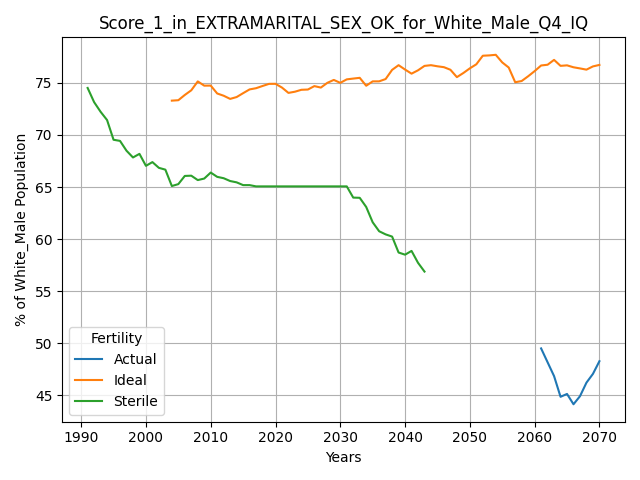 Score_1_in_EXTRAMARITAL_SEX_OK_for_White_Male_Q4_IQ
% of White_Male Population
75
70
65
60
55
50
45
Fertility
Actual
Ideal
Sterile
1990 2000 2010 2020 2030 2040 2050 2060 2070
Years